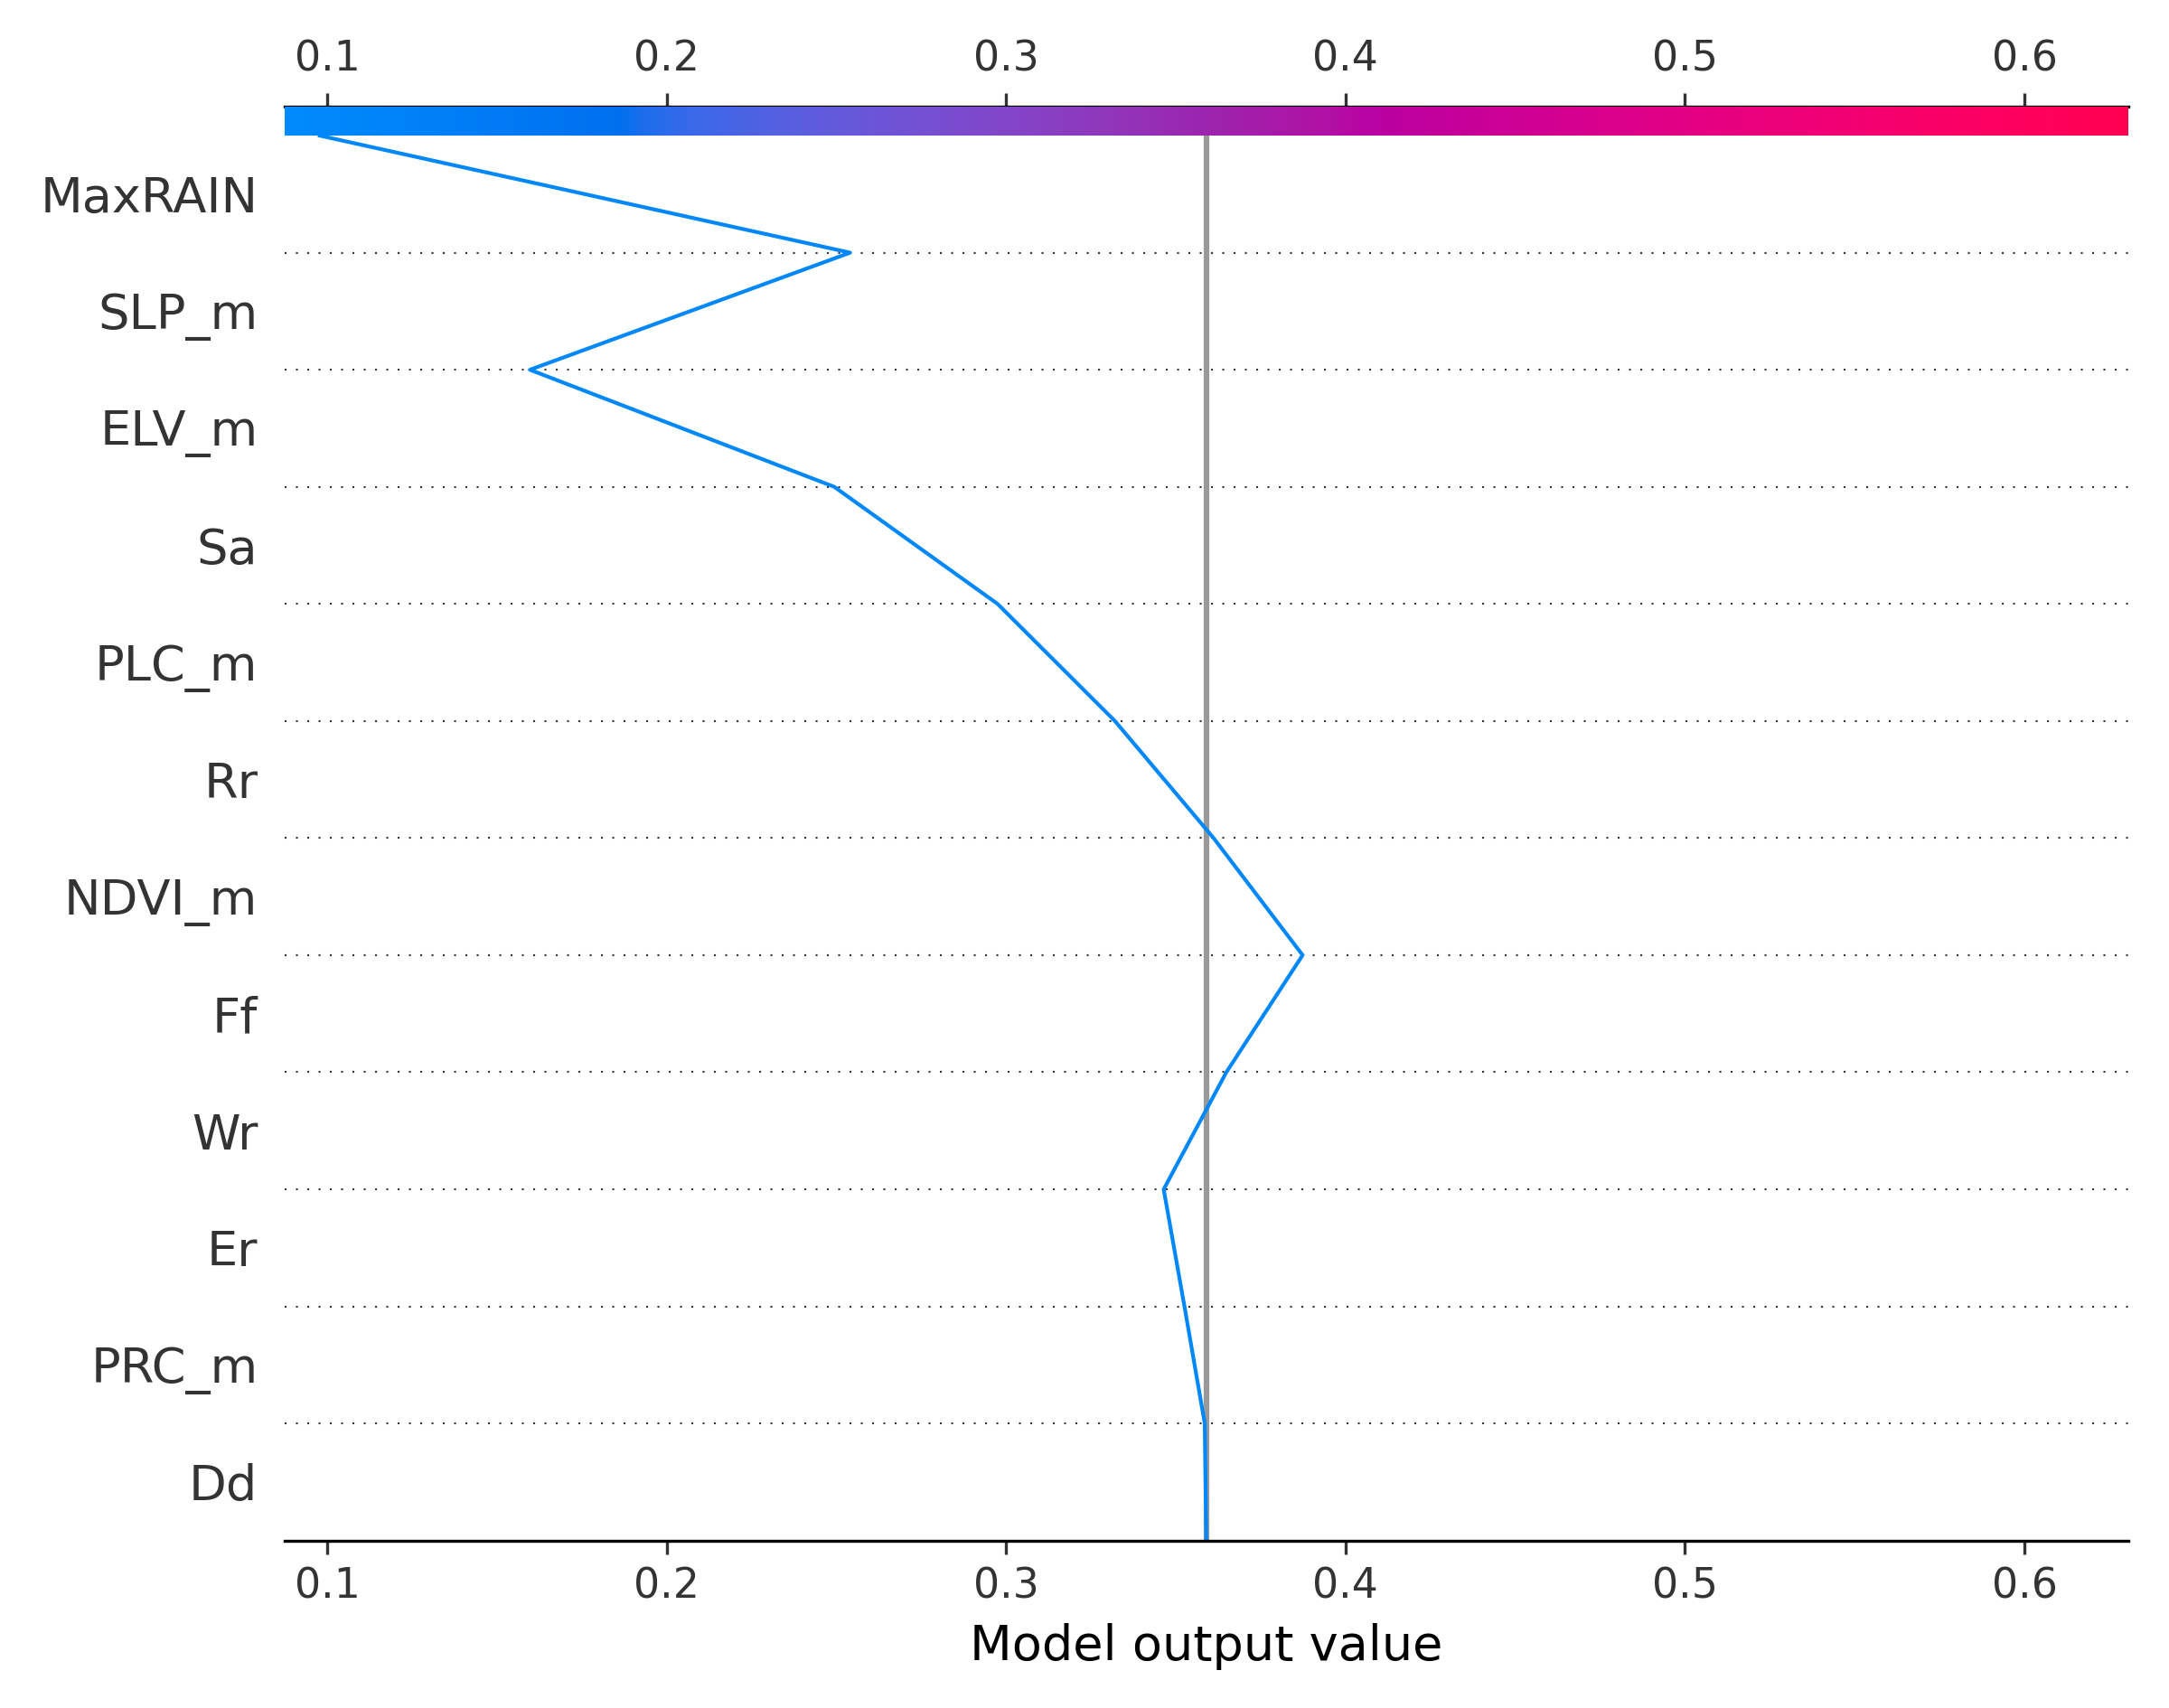 0.1 0.2 0.3 0.4 0.5 0.6
MaxRAIN
SLP_m
ELV_m
Sa
PLC_m
Rr
NDVI_m
Ff
Wr
Er
PRC_m
Dd
0.1 0.2 0.3 0.4 0.5 0.6
Model output value